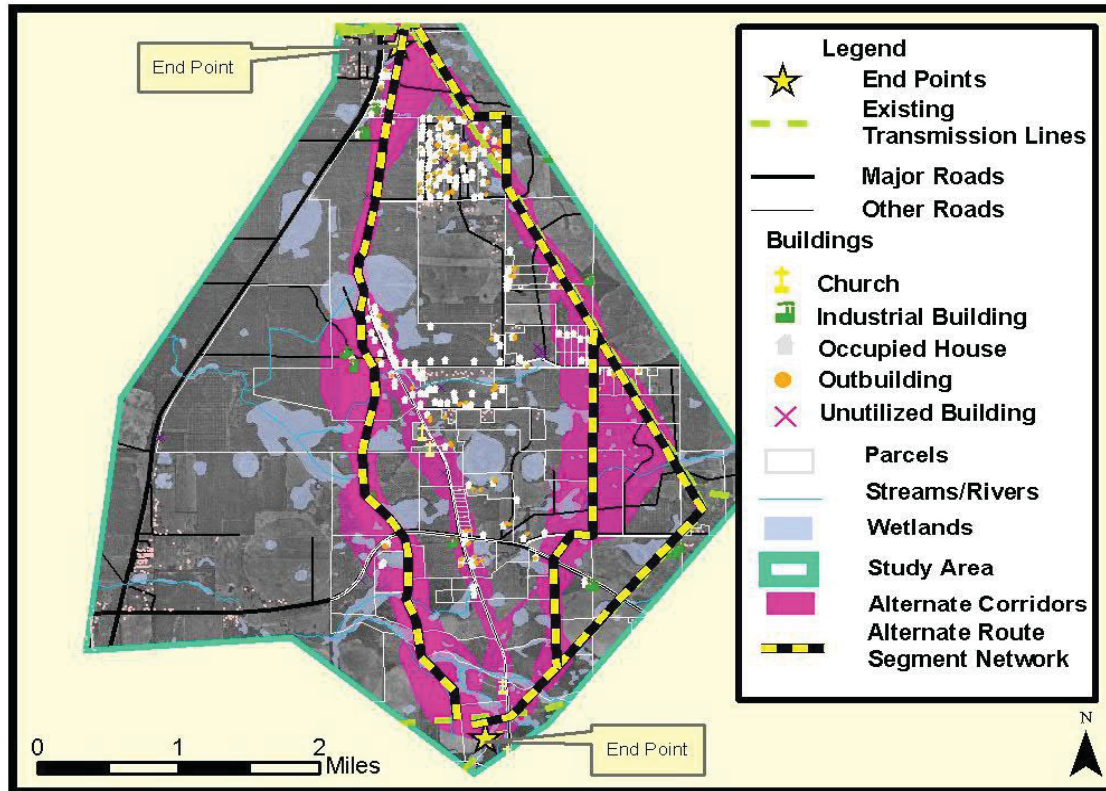 End Point
Legend
End Points
Existing
Transmission Lines
Major Roads
Other Roads
Buildings
Church
Industrial Building
Occupied House
Outbuilding
Unutilized Building
Parcels
Streams/Rivers
Wetlands
Study Area
Alternate Corridors
Alternate Route
Segment Network
0 1 2
Miles
End Point
N